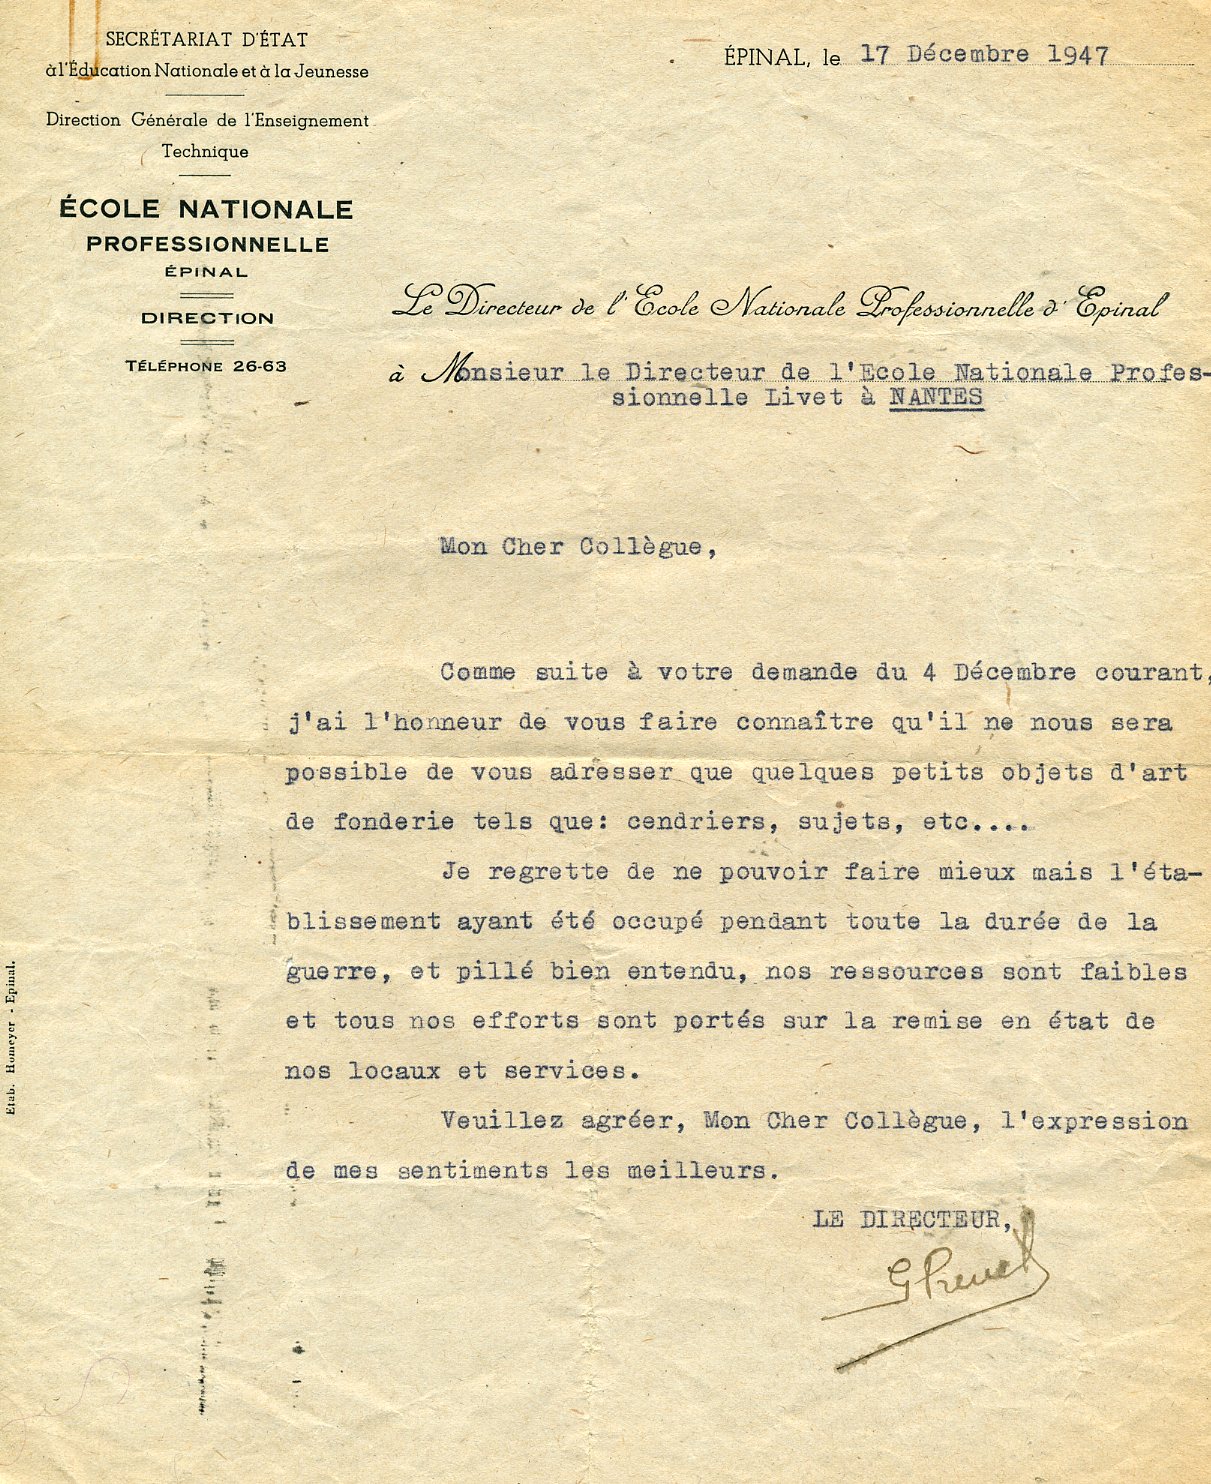 SECRÉTARIAT D'ÉTAT
à l'Éducation Nationale et à la Jeunesse
Direction Générale de l'Enseignement
Technique
ÉCOLE NATIONALE
PROFESSIONNELLE
ÉPINAL
DIRECTION
TÉLÉPHONE 26-63
ÉPINAL, le 17 Décembre 1947
Le Directeur de l'Ecole Nationale Professionnelle d'Epinal
à Monsieur le Directeur de l'Ecole Nationale Profes-
sionnelle Livet à NANTES
Mon Cher Collègue,
Comme suite à votre demande du 4 Décembre courant,
j'ai l'honneur de vous faire connaître qu'il ne nous sera
possible de vous adresser que quelques petits objets d'art
de fonderie tels que: cendriers, sujets, etc....
Je regrette de ne pouvoir faire mieux mais l'éta-
blissement ayant été occupé pendant toute la durée de la
guerre, et pillé bien entendu, nos ressources sont faibles
et tous nos efforts sont portés sur la remise en état de
nos locaux et services.
Veuillez agréer, Mon Cher Collègue, l'expression
de mes sentiments les meilleurs.
LE DIRECTEUR,
Etab. Homeyer - Epinal.